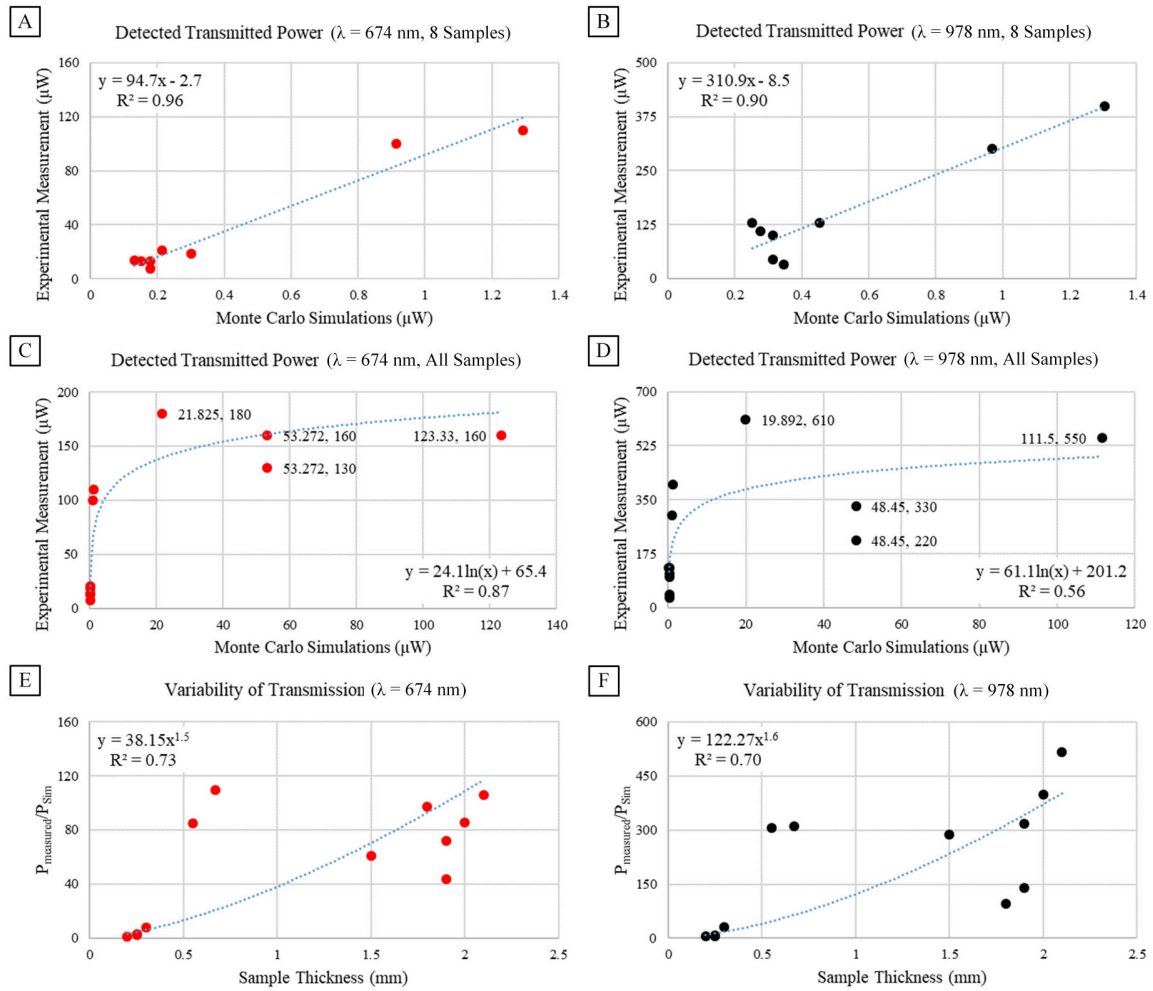 A
Detected Transmitted Power (λ = 674 nm, 8 Samples)
y = 94.7x - 2.7
R² = 0.96
Experimental Measurement (µW)
160
120
80
40
0
0 0.2 0.4 0.6 0.8 1 1.2 1.4
Monte Carlo Simulations (µW)
B
Detected Transmitted Power (λ = 978 nm, 8 Samples)
y = 310.9x - 8.5
R² = 0.90
Experimental Measurement (µW)
500
375
250
125
0
0 0.2 0.4 0.6 0.8 1 1.2 1.4
Monte Carlo Simulations (µW)
C
Detected Transmitted Power (λ = 674 nm, All Samples)
Experimental Measurement (µW)
200
150
100
50
0
21.825, 180
53.272, 160
123.33, 160
53.272, 130
y = 24.1ln(x) + 65.4
R² = 0.87
0 20 40 60 80 100 120 140
Monte Carlo Simulations (µW)
D
Detected Transmitted Power (λ = 978 nm, All Samples)
Experimental Measurement (µW)
700
525
350
175
0
19.892, 610
111.5, 550
48.45, 330
48.45, 220
y = 61.1ln(x) + 201.2
R² = 0.56
0 20 40 60 80 100 120
Monte Carlo Simulations (µW)
E
Variability of Transmission (λ = 674 nm)
y = 38.15x^1.5
R² = 0.73
P_measured/P_Sim
160
120
80
40
0
0 0.5 1 1.5 2 2.5
Sample Thickness (mm)
F
Variability of Transmission (λ = 978 nm)
y = 122.27x^1.6
R² = 0.70
P_measured/P_Sim
600
450
300
150
0
0 0.5 1 1.5 2 2.5
Sample Thickness (mm)